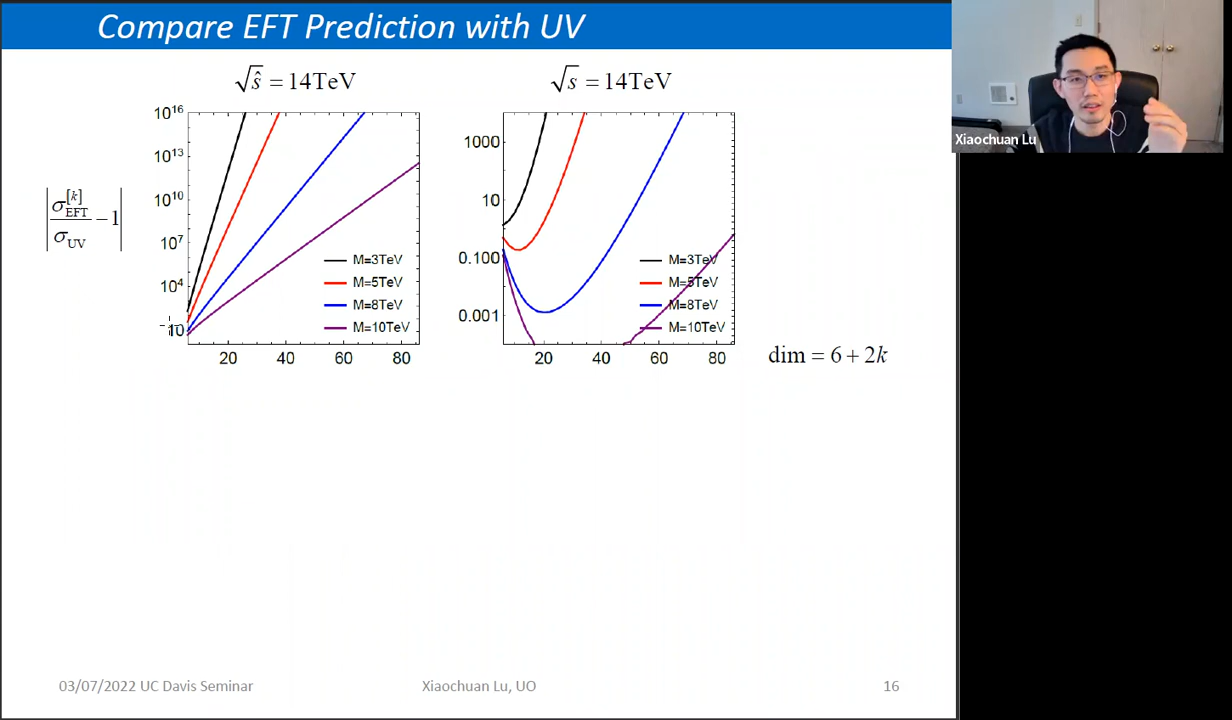 Compare EFT Prediction with UV
√ŝ = 14TeV
√s = 14TeV
10^16
10^13
10^10
10^7
10^4
10
|σ_EFT^[k]/σ_UV − 1|
M=3TeV
M=5TeV
M=8TeV
M=10TeV
20 40 60 80
1000
10
0.100
0.001
M=3TeV
M=5TeV
M=8TeV
M=10TeV
20 40 60 80
dim = 6 + 2k
03/07/2022 UC Davis Seminar
Xiaochuan Lu, UO
16
Xiaochuan Lu